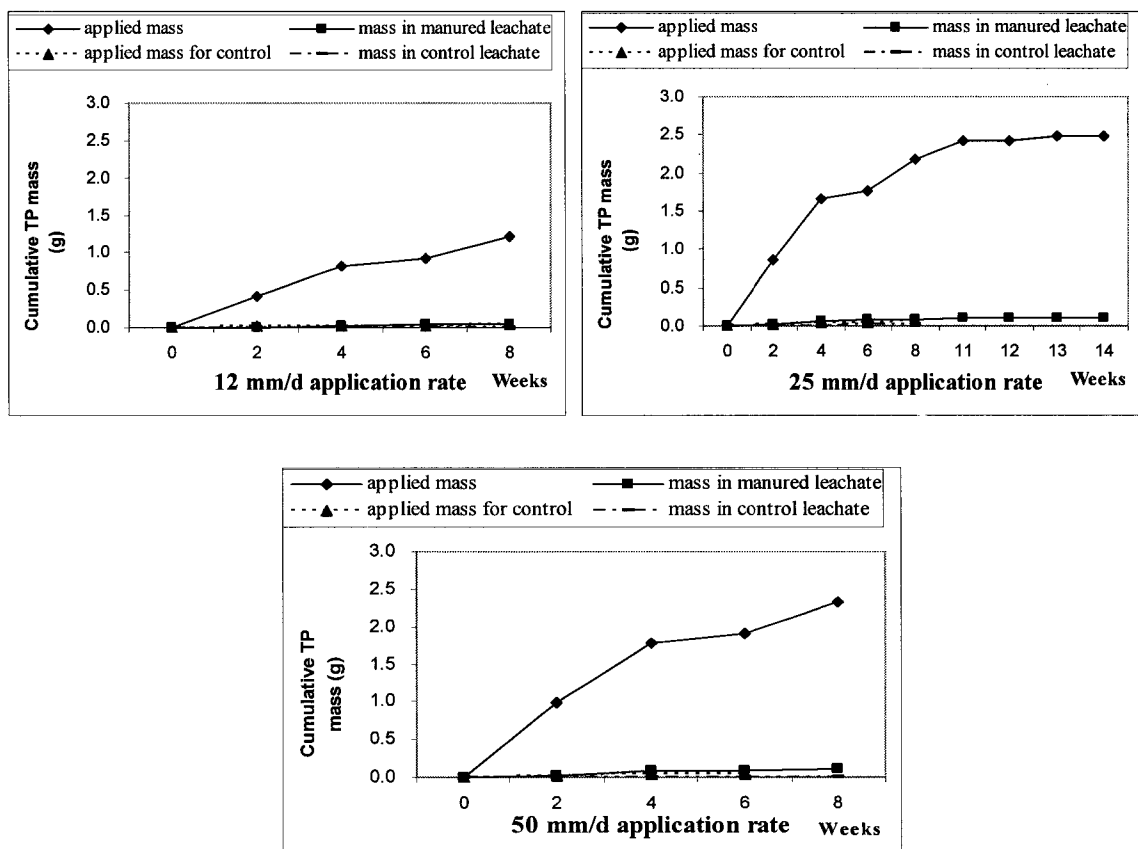 applied mass mass in manured leachate
applied mass for control mass in control leachate
Cumulative TP mass
(g)
3.0
2.5
2.0
1.5
1.0
0.5
0.0
0 2 4 6 8
12 mm/d application rate Weeks
applied mass mass in manured leachate
applied mass for control mass in control leachate
Cumulative TP mass
(g)
3.0
2.5
2.0
1.5
1.0
0.5
0.0
0 2 4 6 8 11 12 13 14
25 mm/d application rate Weeks
applied mass mass in manured leachate
applied mass for control mass in control leachate
Cumulative TP
mass (g)
3.0
2.5
2.0
1.5
1.0
0.5
0.0
0 2 4 6 8
50 mm/d application rate Weeks